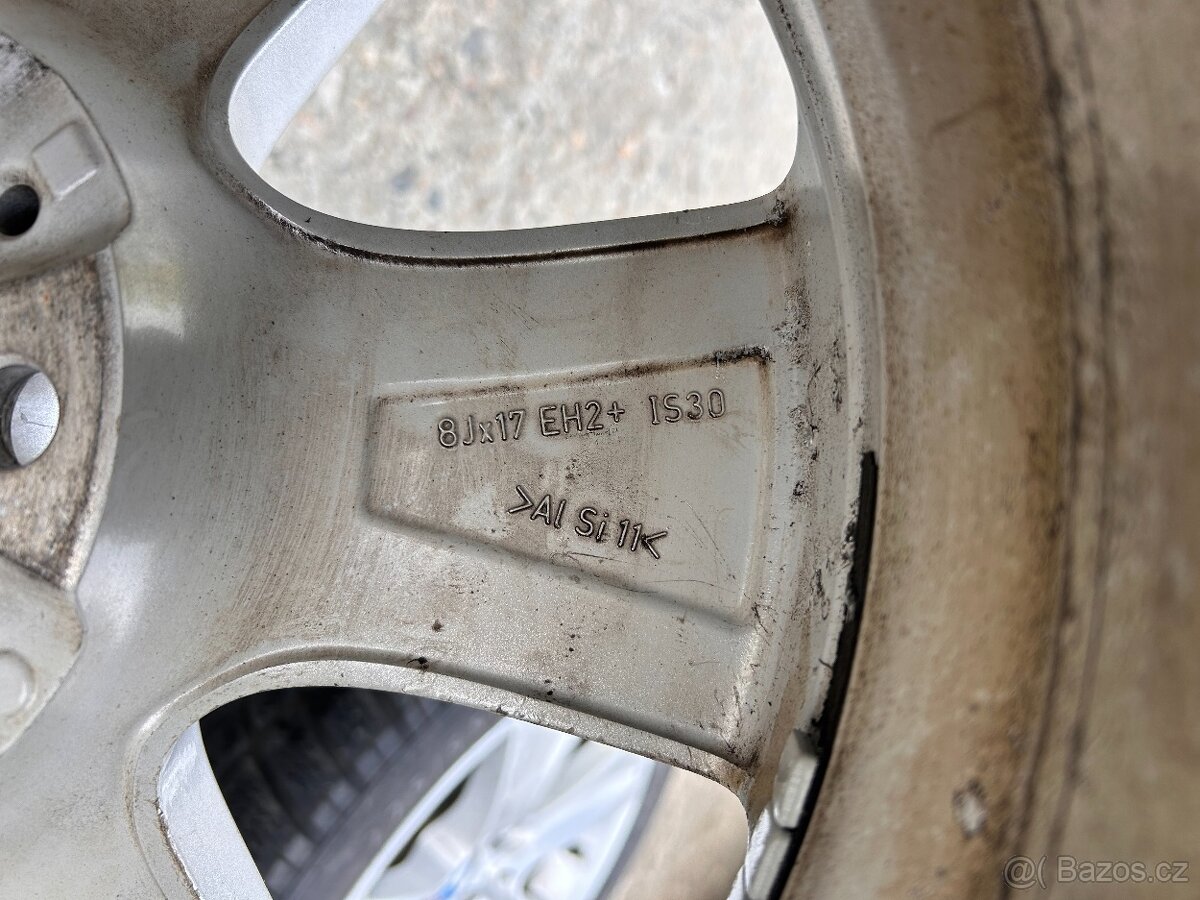 8Jx17 EH2+ IS30
>Al Si 11<
@( Bazos.cz